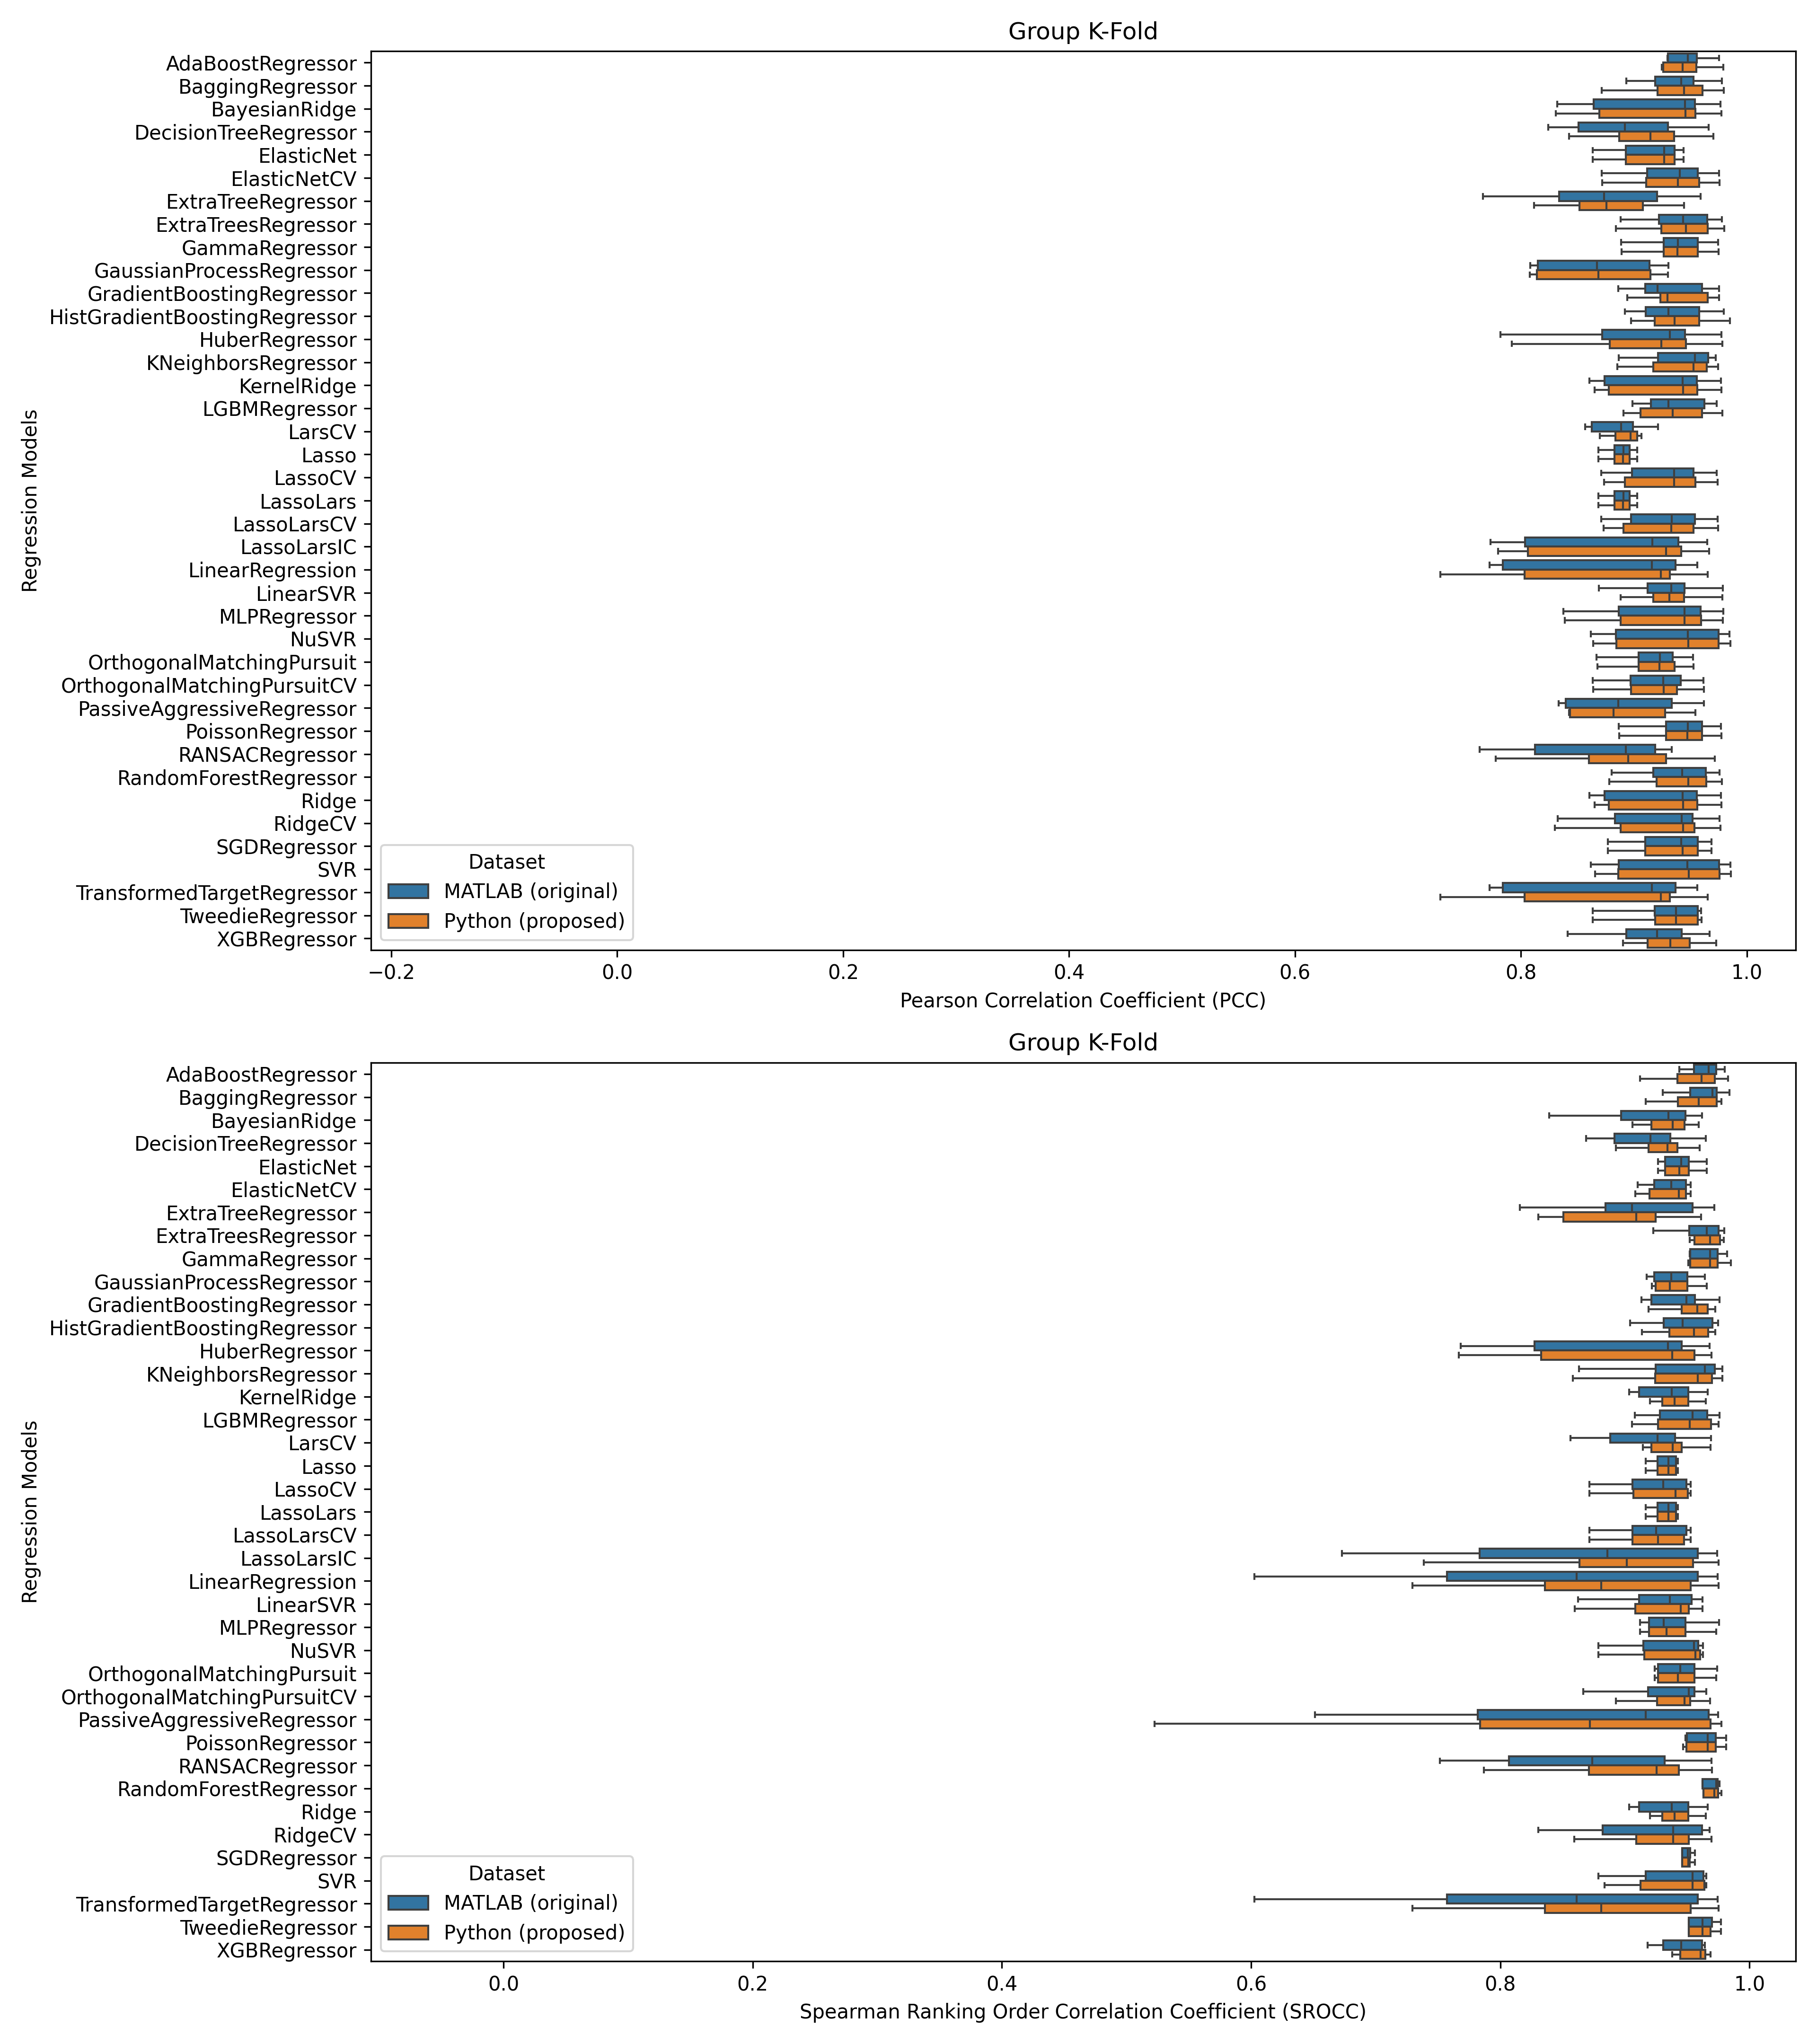 Group K-Fold
Regression Models
AdaBoostRegressor
BaggingRegressor
BayesianRidge
DecisionTreeRegressor
ElasticNet
ElasticNetCV
ExtraTreeRegressor
ExtraTreesRegressor
GammaRegressor
GaussianProcessRegressor
GradientBoostingRegressor
HistGradientBoostingRegressor
HuberRegressor
KNeighborsRegressor
KernelRidge
LGBMRegressor
LarsCV
Lasso
LassoCV
LassoLars
LassoLarsCV
LassoLarsIC
LinearRegression
LinearSVR
MLPRegressor
NuSVR
OrthogonalMatchingPursuit
OrthogonalMatchingPursuitCV
PassiveAggressiveRegressor
PoissonRegressor
RANSACRegressor
RandomForestRegressor
Ridge
RidgeCV
SGDRegressor
SVR
TransformedTargetRegressor
TweedieRegressor
XGBRegressor
Dataset
MATLAB (original)
Python (proposed)
−0.2 0.0 0.2 0.4 0.6 0.8 1.0
Pearson Correlation Coefficient (PCC)
Group K-Fold
Regression Models
AdaBoostRegressor
BaggingRegressor
BayesianRidge
DecisionTreeRegressor
ElasticNet
ElasticNetCV
ExtraTreeRegressor
ExtraTreesRegressor
GammaRegressor
GaussianProcessRegressor
GradientBoostingRegressor
HistGradientBoostingRegressor
HuberRegressor
KNeighborsRegressor
KernelRidge
LGBMRegressor
LarsCV
Lasso
LassoCV
LassoLars
LassoLarsCV
LassoLarsIC
LinearRegression
LinearSVR
MLPRegressor
NuSVR
OrthogonalMatchingPursuit
OrthogonalMatchingPursuitCV
PassiveAggressiveRegressor
PoissonRegressor
RANSACRegressor
RandomForestRegressor
Ridge
RidgeCV
SGDRegressor
SVR
TransformedTargetRegressor
TweedieRegressor
XGBRegressor
Dataset
MATLAB (original)
Python (proposed)
0.0 0.2 0.4 0.6 0.8 1.0
Spearman Ranking Order Correlation Coefficient (SROCC)